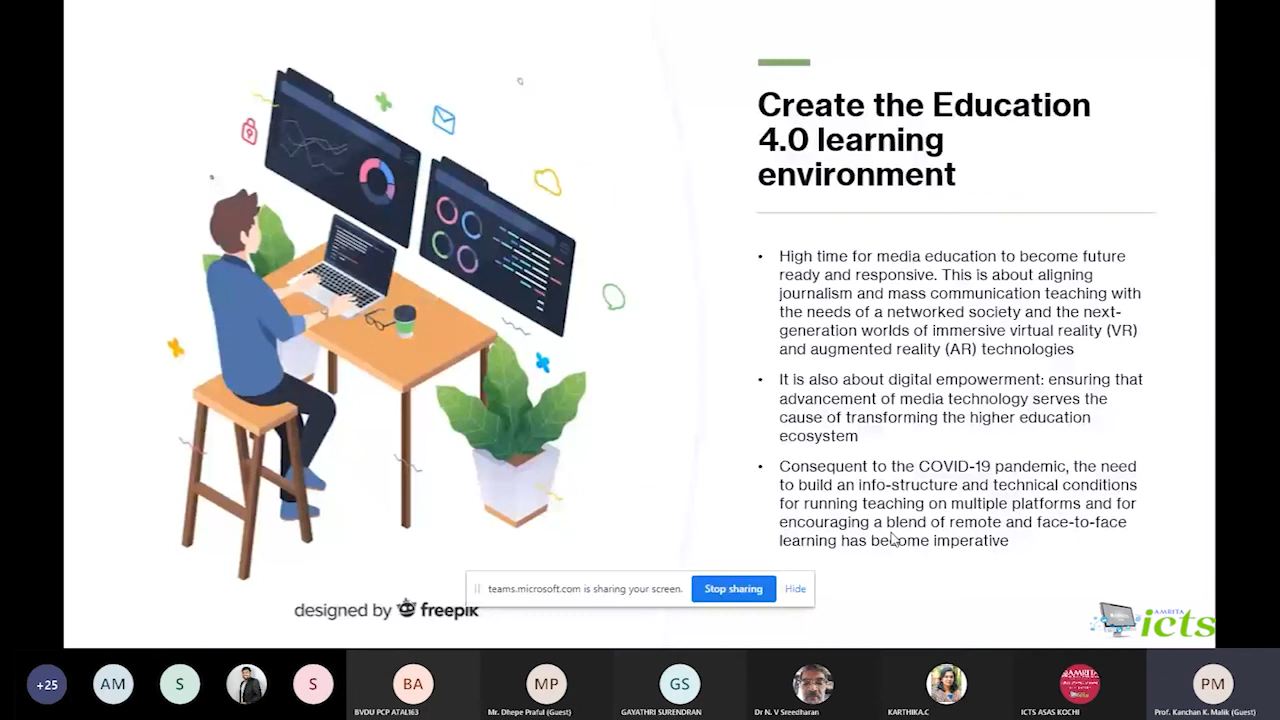 Create the Education
4.0 learning
environment
• High time for media education to become future
ready and responsive. This is about aligning
journalism and mass communication teaching with
the needs of a networked society and the next-
generation worlds of immersive virtual reality (VR)
and augmented reality (AR) technologies
• It is also about digital empowerment: ensuring that
advancement of media technology serves the
cause of transforming the higher education
ecosystem
• Consequent to the COVID-19 pandemic, the need
to build an info-structure and technical conditions
for running teaching on multiple platforms and for
encouraging a blend of remote and face-to-face
learning has become imperative
teams.microsoft.com is sharing your screen.
Stop sharing
Hide
designed by freepik
AMRITA
icts
+25
AM
S
S
BA
MP
GS
PM
BVDU PCP ATAL163
Mr. Dhepe Praful (Guest)
GAYATHRI SURENDRAN
Dr N. V Sreedharan
KARTHIKA.C
ICTS ASAS KOCHI
Prof. Kanchan K. Malik (Guest)